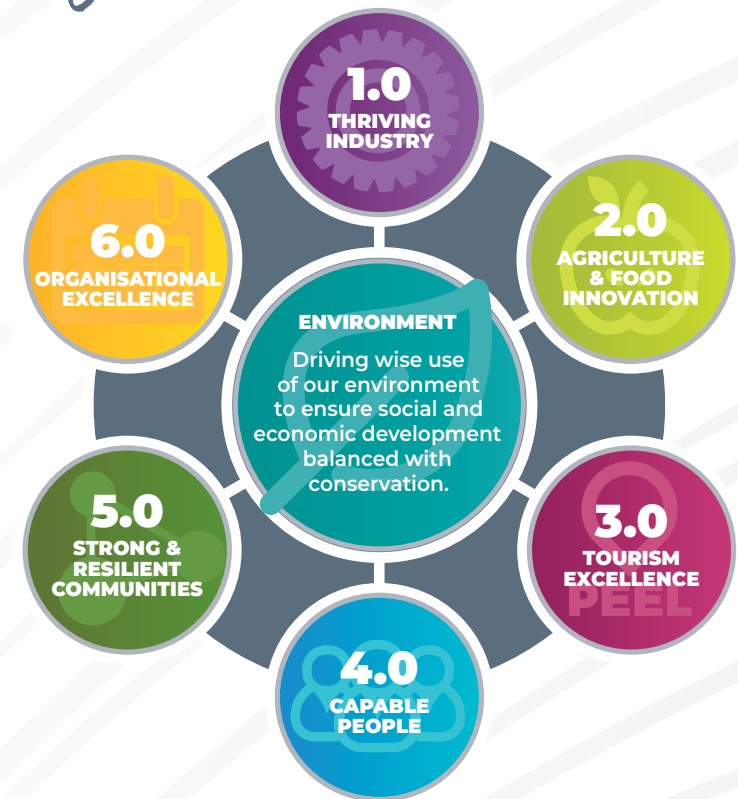 1.0
THRIVING
INDUSTRY
2.0
AGRICULTURE
& FOOD
INNOVATION
3.0
TOURISM
EXCELLENCE
PEEL
4.0
CAPABLE
PEOPLE
5.0
STRONG &
RESILIENT
COMMUNITIES
6.0
ORGANISATIONAL
EXCELLENCE
ENVIRONMENT
Driving wise use
of our environment
to ensure social and
economic development
balanced with
conservation.